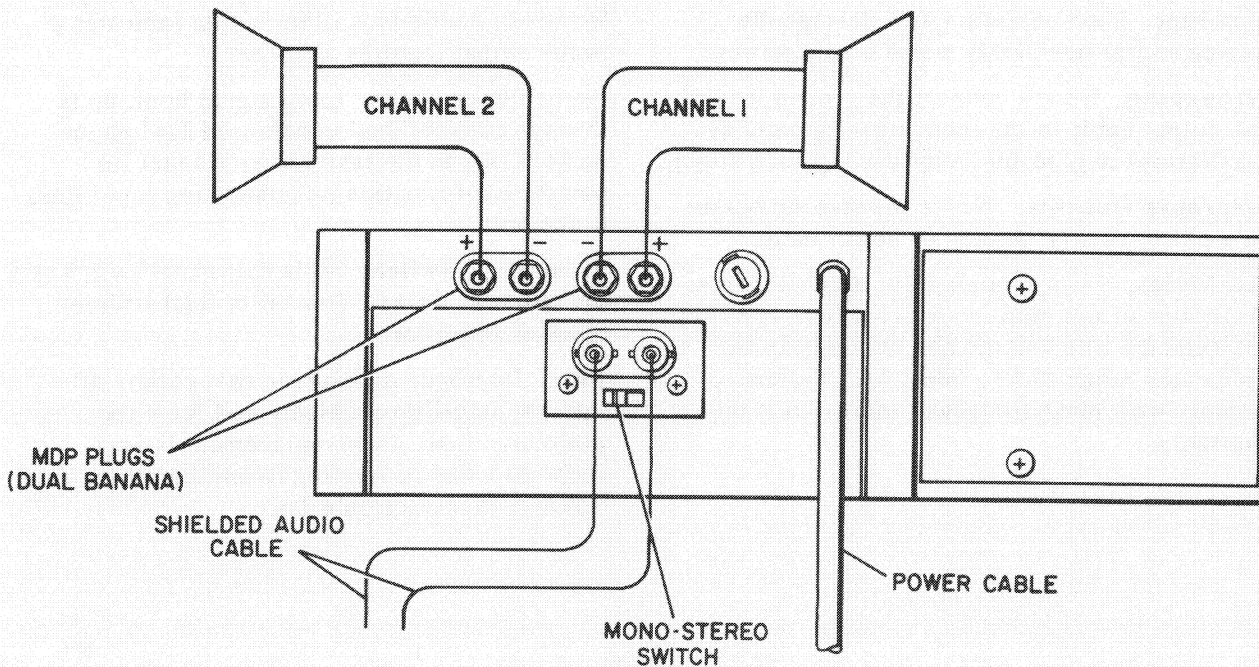 CHANNEL 2
CHANNEL 1
+ - - +
MDP PLUGS
(DUAL BANANA)
SHIELDED AUDIO
CABLE
POWER CABLE
MONO-STEREO
SWITCH